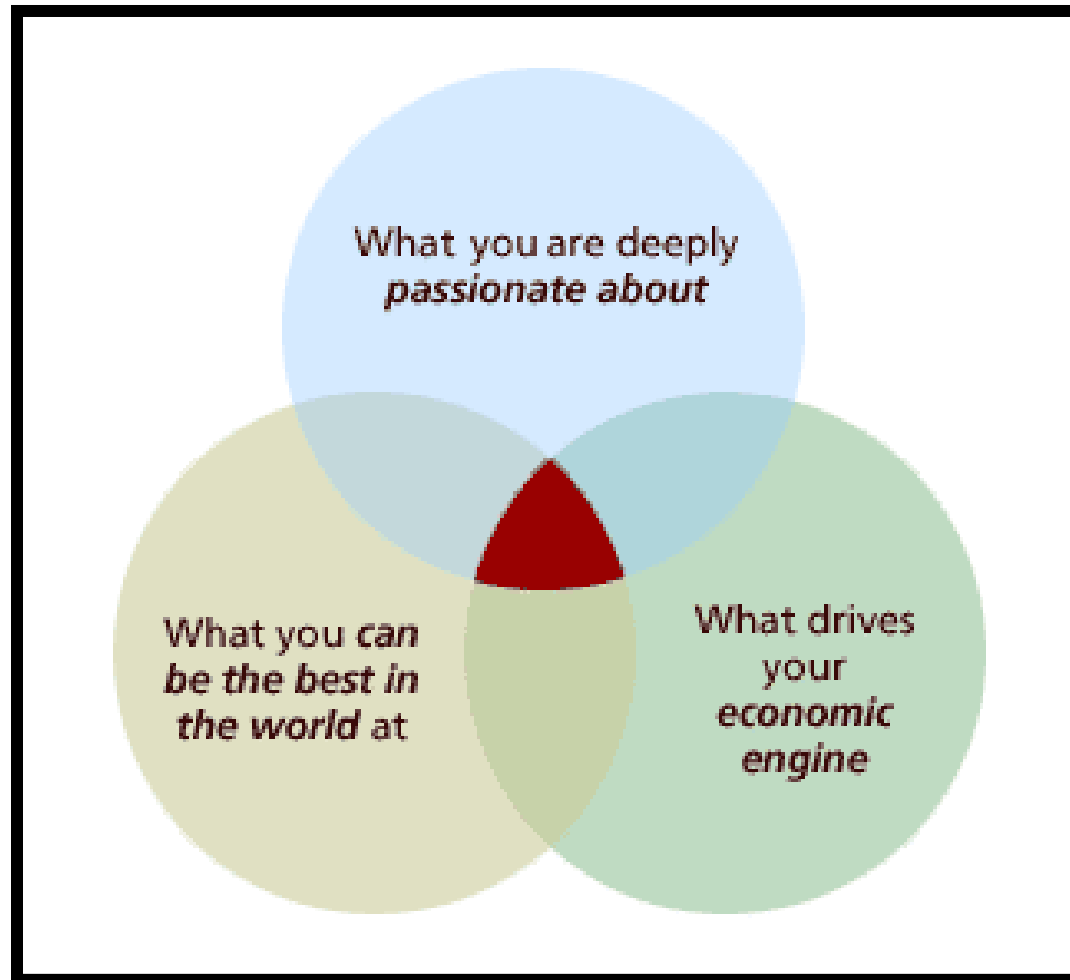 What you are deeply
passionate about
What you can
be the best in
the world at
What drives
your
economic
engine